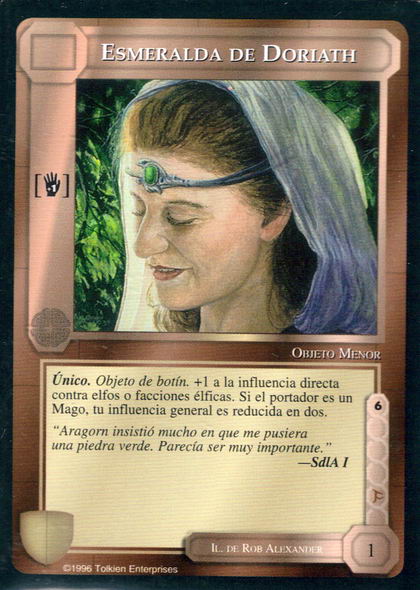 ESMERALDA DE DORIATH
[1]
OBJETO MENOR
Único. Objeto de botín. +1 a la influencia directa
contra elfos o facciones élficas. Si el portador es un
Mago, tu influencia general es reducida en dos.
“Aragorn insistió mucho en que me pusiera
una piedra verde. Parecía ser muy importante.”
—SdlA I
6
IL. DE ROB ALEXANDER
1
©1996 Tolkien Enterprises